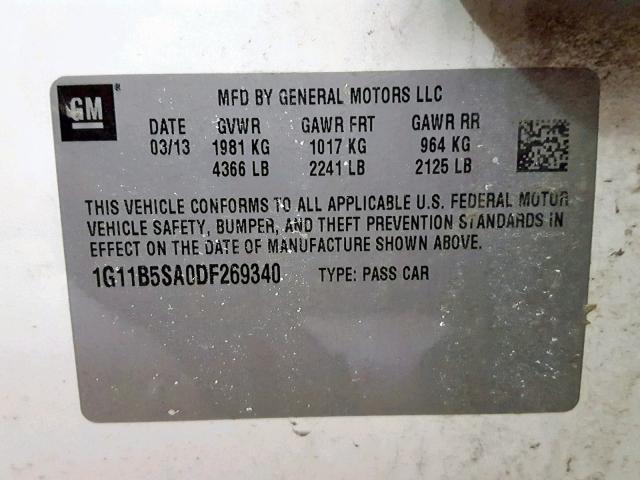 GM ®
MFD BY GENERAL MOTORS LLC
DATE GVWR GAWR FRT GAWR RR
03/13 1981 KG 1017 KG 964 KG
4366 LB 2241 LB 2125 LB
THIS VEHICLE CONFORMS TO ALL APPLICABLE U.S. FEDERAL MOTOR
VEHICLE SAFETY, BUMPER, AND THEFT PREVENTION STANDARDS IN
EFFECT ON THE DATE OF MANUFACTURE SHOWN ABOVE.
1G11B5SA0DF269340 TYPE: PASS CAR